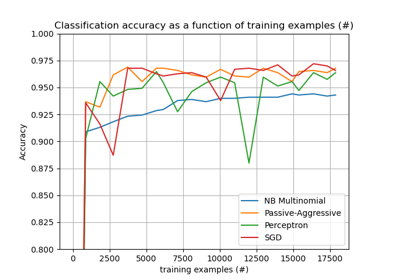 Classification accuracy as a function of training examples (#)
Accuracy
1.000
0.975
0.950
0.925
0.900
0.875
0.850
0.825
0.800
NB Multinomial
Passive-Aggressive
Perceptron
SGD
0 2500 5000 7500 10000 12500 15000 17500
training examples (#)